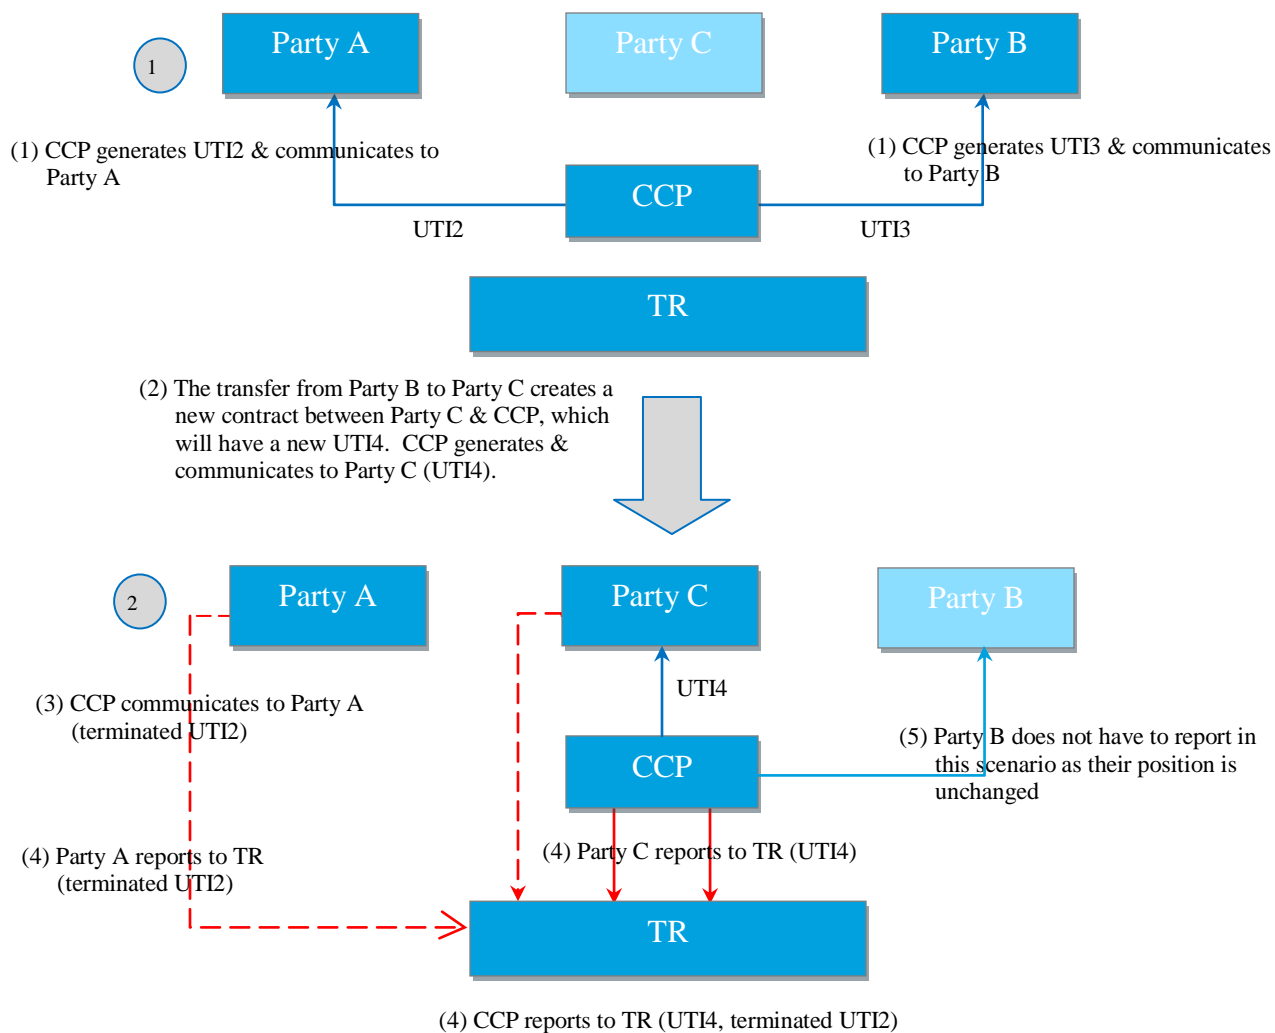 Party A
Party C
Party B
1
(1) CCP generates UTI2 & communicates to
Party A
(1) CCP generates UTI3 & communicates
to Party B
CCP
UTI2
UTI3
TR
(2) The transfer from Party B to Party C creates a
new contract between Party C & CCP, which
will have a new UTI4.  CCP generates &
communicates to Party C (UTI4).
2
Party A
Party C
Party B
(3) CCP communicates to Party A
(terminated UTI2)
UTI4
CCP
(5) Party B does not have to report in
this scenario as their position is
unchanged
(4) Party A reports to TR
(terminated UTI2)
(4) Party C reports to TR (UTI4)
TR
(4) CCP reports to TR (UTI4, terminated UTI2)